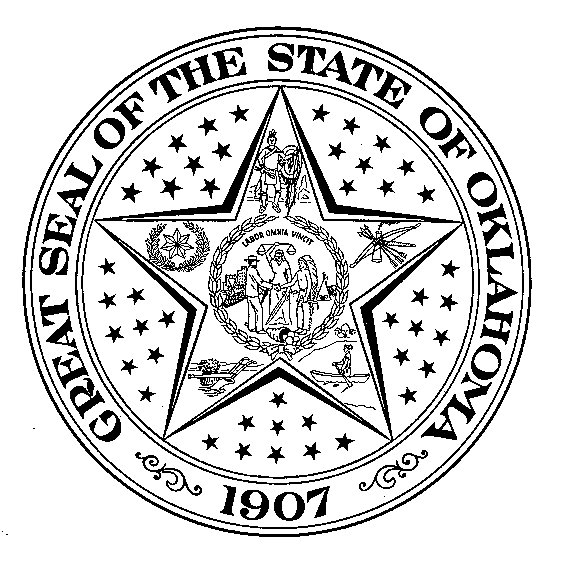 GREAT SEAL OF THE STATE OF OKLAHOMA
LABOR OMNIA VINCIT
1907